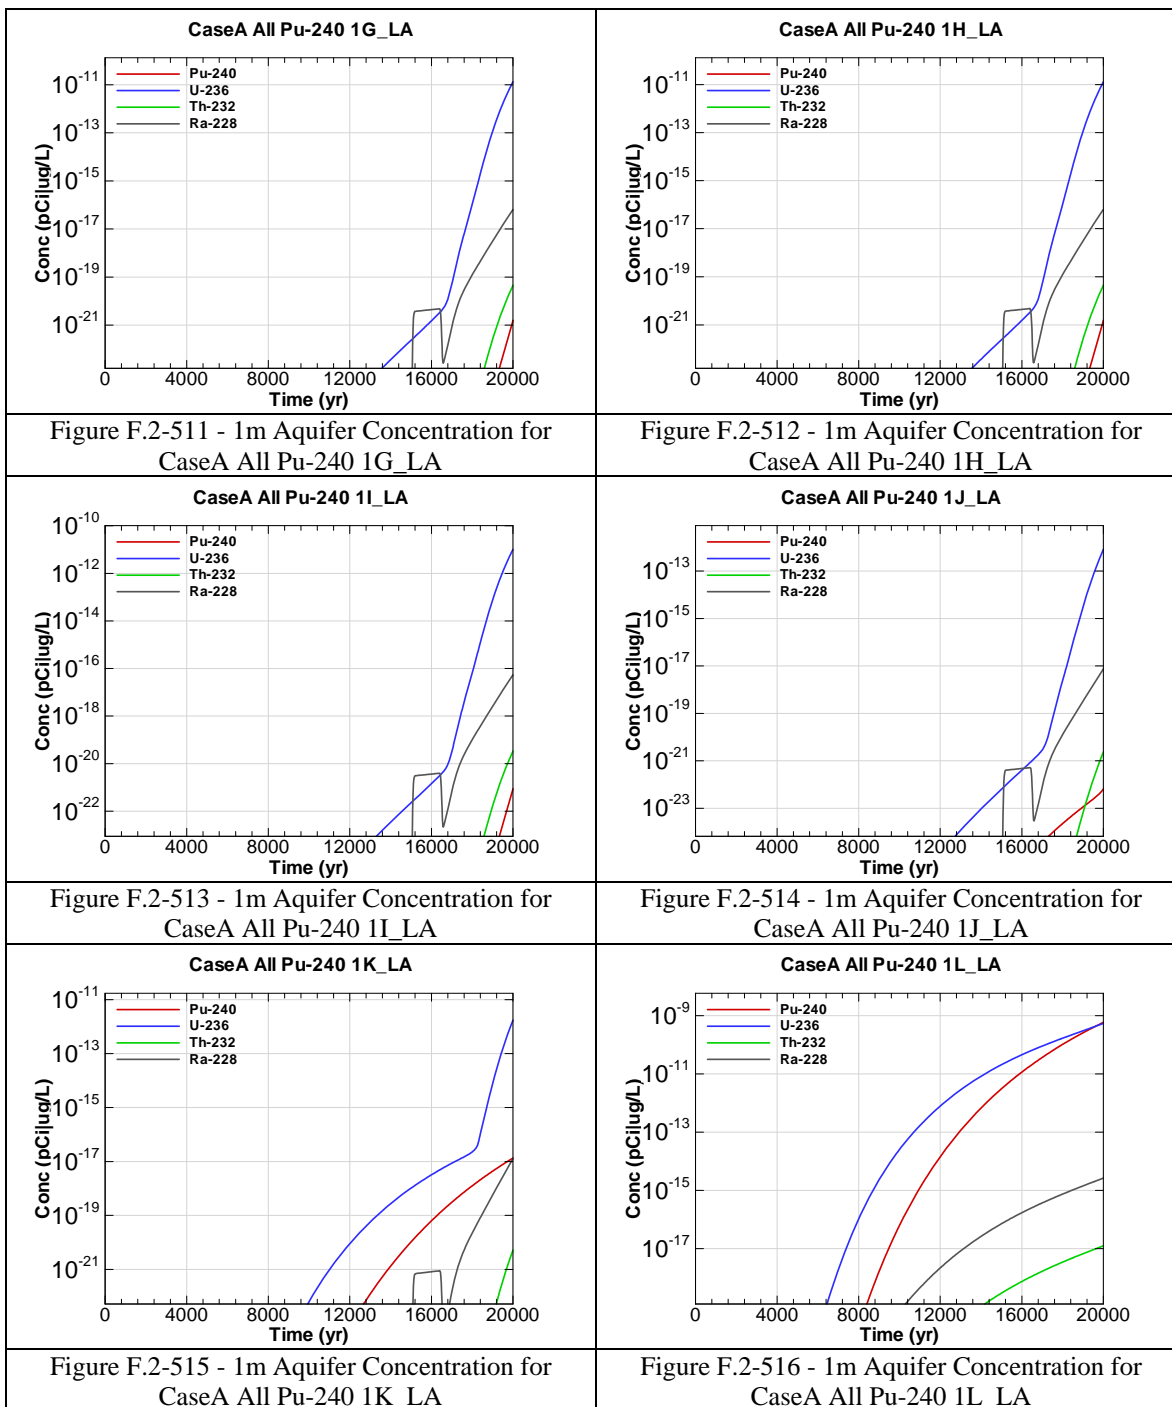 CaseA All Pu-240 1G_LA
Pu-240
U-236
Th-232
Ra-228
10-11
10-13
10-15
10-17
10-19
10-21
Conc (pCi|ug/L)
0 4000 8000 12000 16000 20000
Time (yr)
Figure F.2-511 - 1m Aquifer Concentration for
CaseA All Pu-240 1G_LA
CaseA All Pu-240 1H_LA
Pu-240
U-236
Th-232
Ra-228
10-11
10-13
10-15
10-17
10-19
10-21
Conc (pCi|ug/L)
0 4000 8000 12000 16000 20000
Time (yr)
Figure F.2-512 - 1m Aquifer Concentration for
CaseA All Pu-240 1H_LA
CaseA All Pu-240 1I_LA
Pu-240
U-236
Th-232
Ra-228
10-10
10-12
10-14
10-16
10-18
10-20
10-22
Conc (pCi|ug/L)
0 4000 8000 12000 16000 20000
Time (yr)
Figure F.2-513 - 1m Aquifer Concentration for
CaseA All Pu-240 1I_LA
CaseA All Pu-240 1J_LA
Pu-240
U-236
Th-232
Ra-228
10-13
10-15
10-17
10-19
10-21
10-23
Conc (pCi|ug/L)
0 4000 8000 12000 16000 20000
Time (yr)
Figure F.2-514 - 1m Aquifer Concentration for
CaseA All Pu-240 1J_LA
CaseA All Pu-240 1K_LA
Pu-240
U-236
Th-232
Ra-228
10-11
10-13
10-15
10-17
10-19
10-21
Conc (pCi|ug/L)
0 4000 8000 12000 16000 20000
Time (yr)
Figure F.2-515 - 1m Aquifer Concentration for
CaseA All Pu-240 1K_LA
CaseA All Pu-240 1L_LA
Pu-240
U-236
Th-232
Ra-228
10-9
10-11
10-13
10-15
10-17
Conc (pCi|ug/L)
0 4000 8000 12000 16000 20000
Time (yr)
Figure F.2-516 - 1m Aquifer Concentration for
CaseA All Pu-240 1L_LA